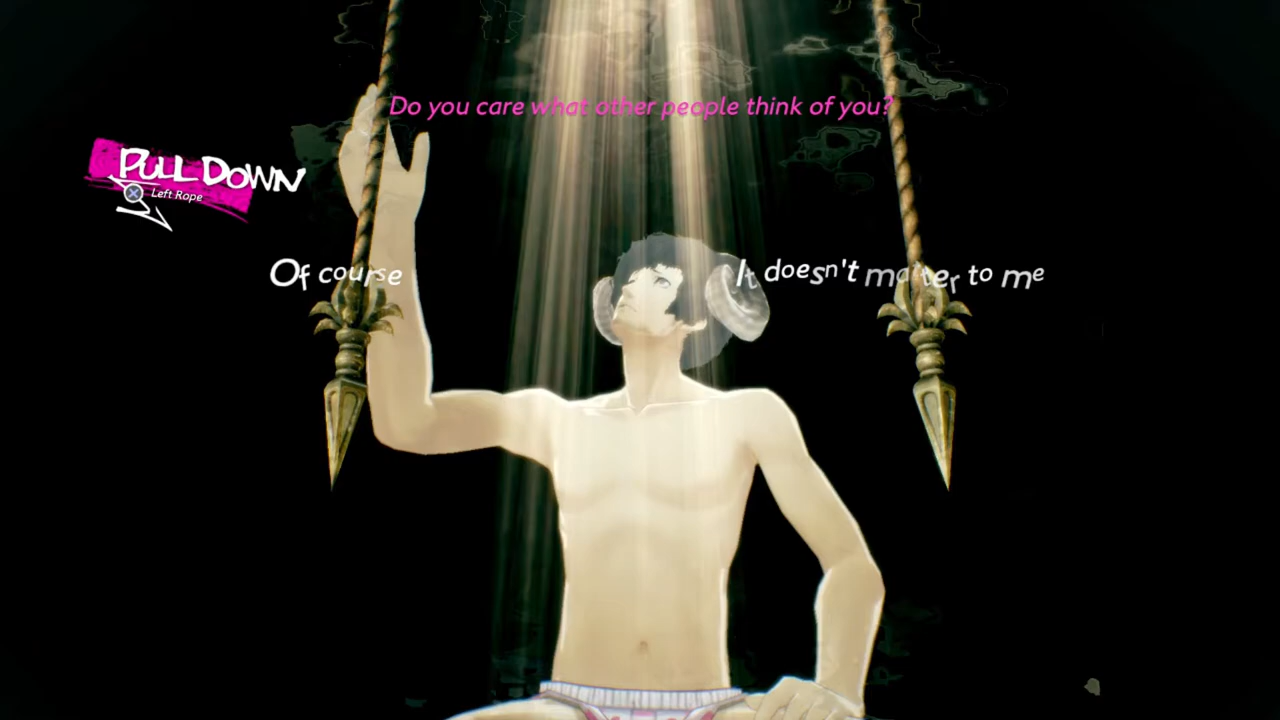 Do you care what other people think of you?
PULL DOWN
Left Rope
Of course
It doesn't matter to me